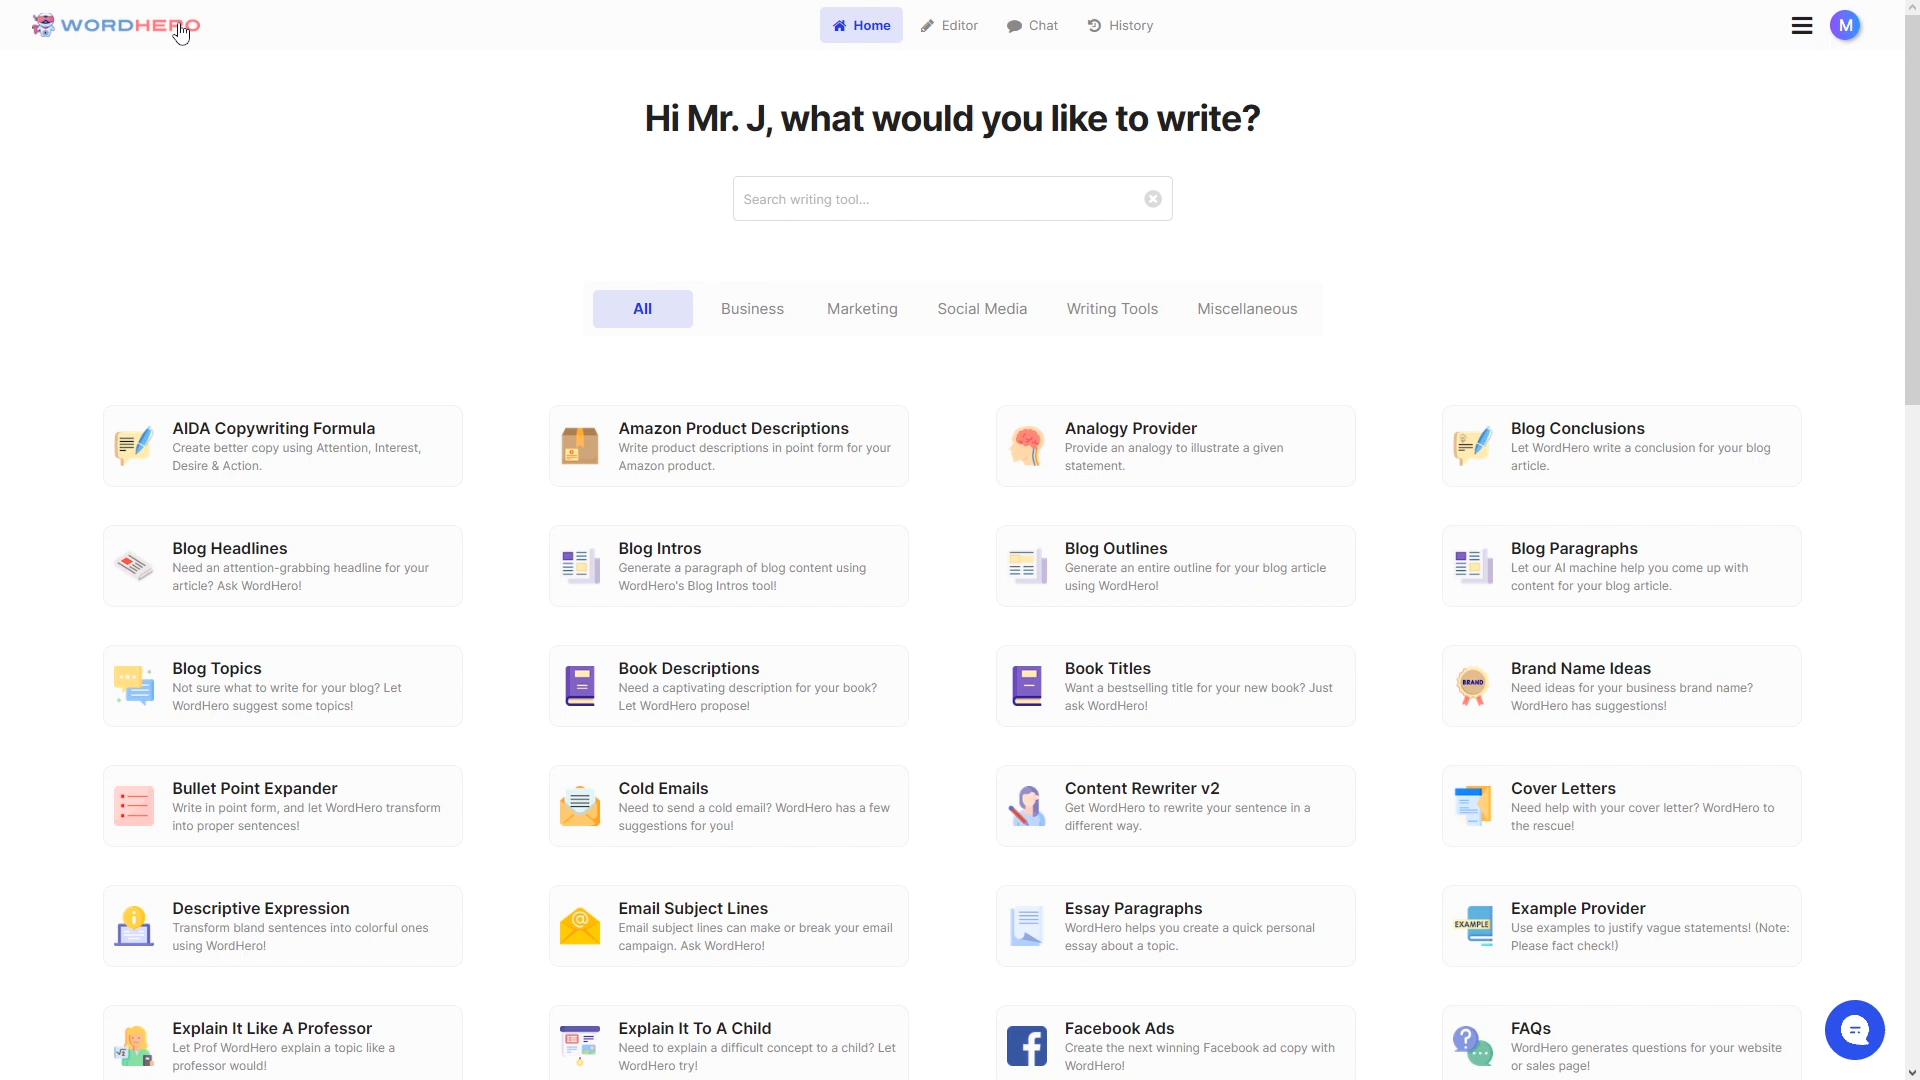 WORDHERO
Home
Editor
Chat
History
M
Hi Mr. J, what would you like to write?
Search writing tool...
All
Business
Marketing
Social Media
Writing Tools
Miscellaneous
AIDA Copywriting Formula
Create better copy using Attention, Interest,
Desire & Action.
Amazon Product Descriptions
Write product descriptions in point form for your
Amazon product.
Analogy Provider
Provide an analogy to illustrate a given
statement.
Blog Conclusions
Let WordHero write a conclusion for your blog
article.
Blog Headlines
Need an attention-grabbing headline for your
article? Ask WordHero!
Blog Intros
Generate a paragraph of blog content using
WordHero's Blog Intros tool!
Blog Outlines
Generate an entire outline for your blog article
using WordHero!
Blog Paragraphs
Let our AI machine help you come up with
content for your blog article.
Blog Topics
Not sure what to write for your blog? Let
WordHero suggest some topics!
Book Descriptions
Need a captivating description for your book?
Let WordHero propose!
Book Titles
Want a bestselling title for your new book? Just
ask WordHero!
BRAND
Brand Name Ideas
Need ideas for your business brand name?
WordHero has suggestions!
Bullet Point Expander
Write in point form, and let WordHero transform
into proper sentences!
Cold Emails
Need to send a cold email? WordHero has a few
suggestions for you!
Content Rewriter v2
Get WordHero to rewrite your sentence in a
different way.
Cover Letters
Need help with your cover letter? WordHero to
the rescue!
Descriptive Expression
Transform bland sentences into colorful ones
using WordHero!
Email Subject Lines
Email subject lines can make or break your email
campaign. Ask WordHero!
Essay Paragraphs
WordHero helps you create a quick personal
essay about a topic.
EXAMPLE
Example Provider
Use examples to justify vague statements! (Note:
Please fact check!)
Explain It Like A Professor
Let Prof WordHero explain a topic like a
professor would!
Explain It To A Child
Need to explain a difficult concept to a child? Let
WordHero try!
Facebook Ads
Create the next winning Facebook ad copy with
WordHero!
FAQs
WordHero generates questions for your website
or sales page!